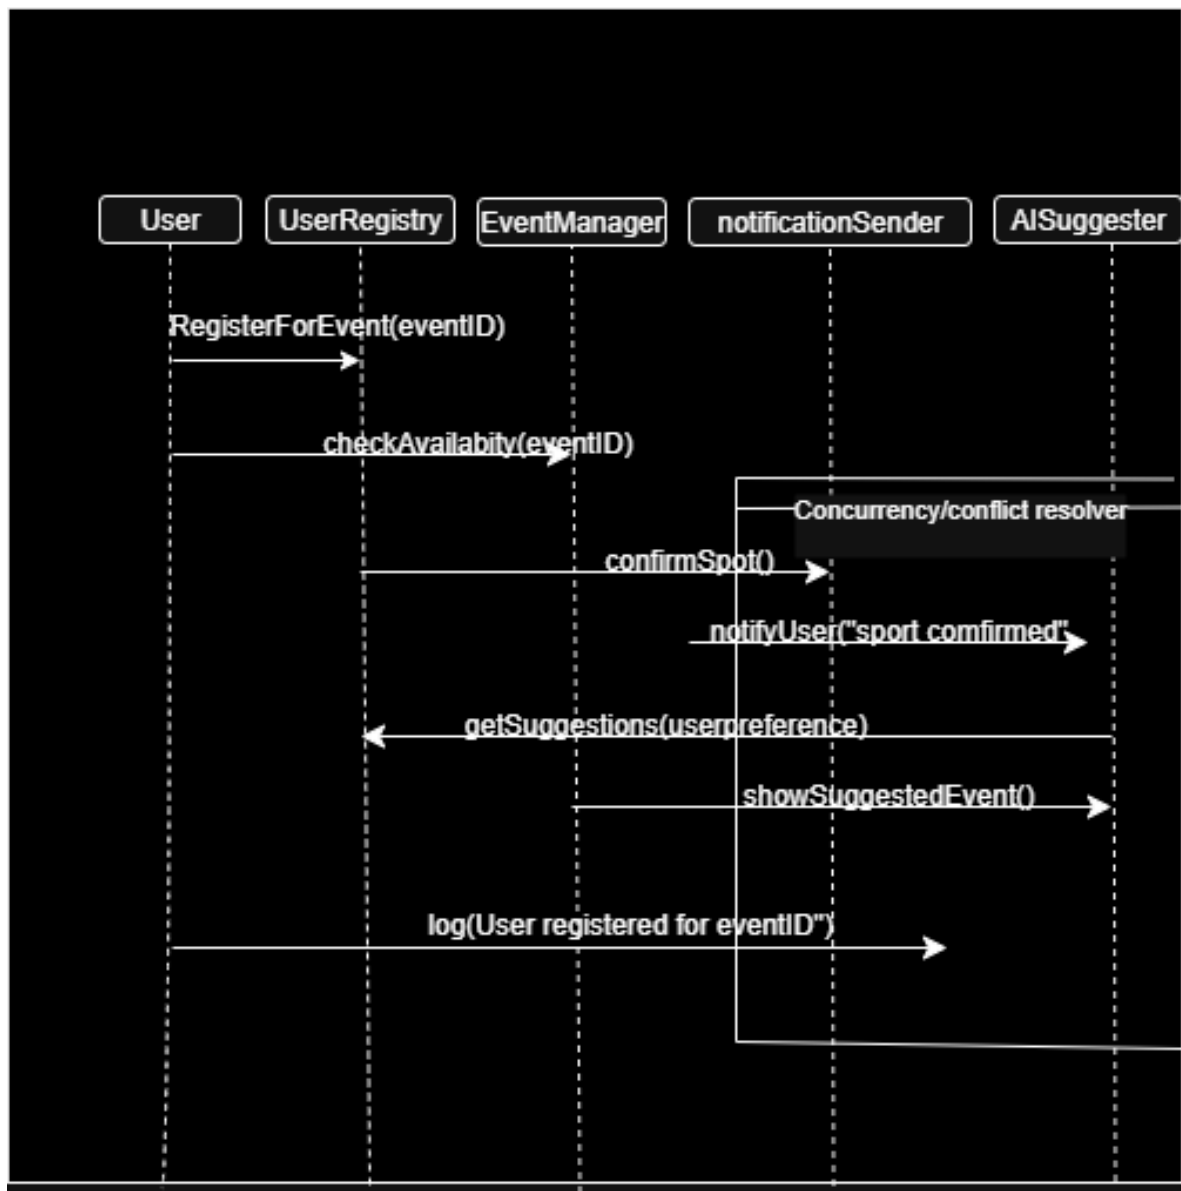 User
UserRegistry
EventManager
notificationSender
AISuggester
RegisterForEvent(eventID)
checkAvailabity(eventID)
Concurrency/conflict resolver
confirmSpot()
notifyUser("sport comfirmed"
getSuggestions(userpreference)
showSuggestedEvent()
log(User registered for eventID")